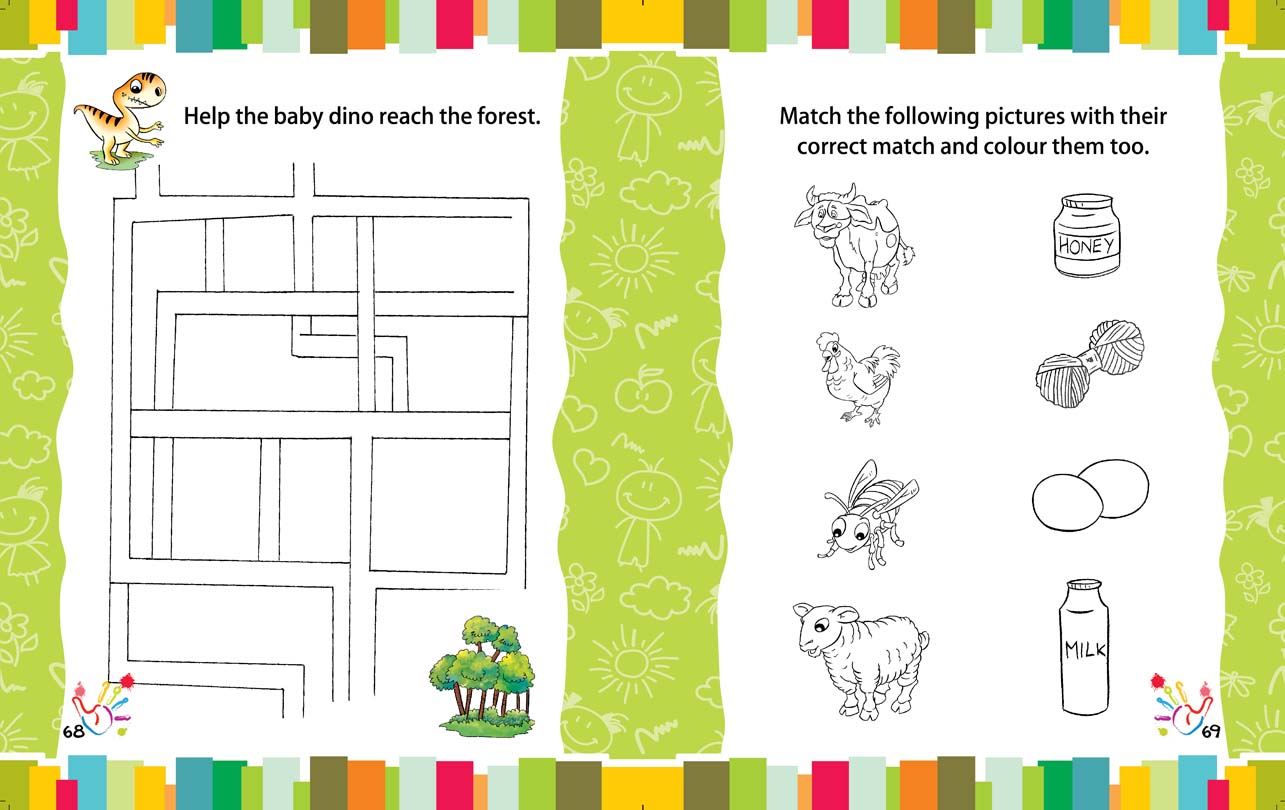 Help the baby dino reach the forest.
68
Match the following pictures with their
correct match and colour them too.
HONEY
MILK
69